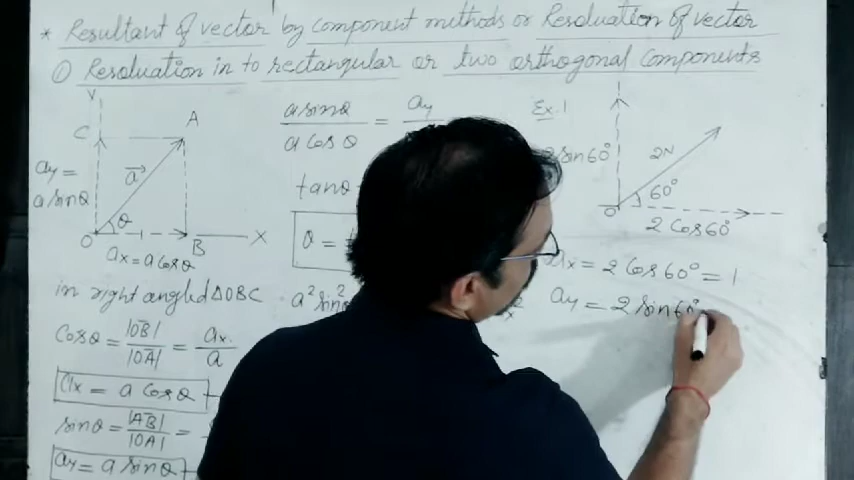 * Resultant of vector by component methods or Resoluation of vector
① Resoluation in to rectangular or two orthogonal components
Y
C
A
ay =
a sinθ
a⃗
θ
O
B
X
ax = a cosθ
in right angled ΔOBC
Cosθ = |OB| / |OA| = ax / a
ax = a Cosθ
sinθ = |AB| / |OA| =
ay = a sinθ
a sinθ / a Cosθ = ay
tanθ
θ =
a² sin²
Ex. 1
sin60°
2N
60°
O
2 Cos60°
ax = 2 Cos60° = 1
ay = 2 sin60°